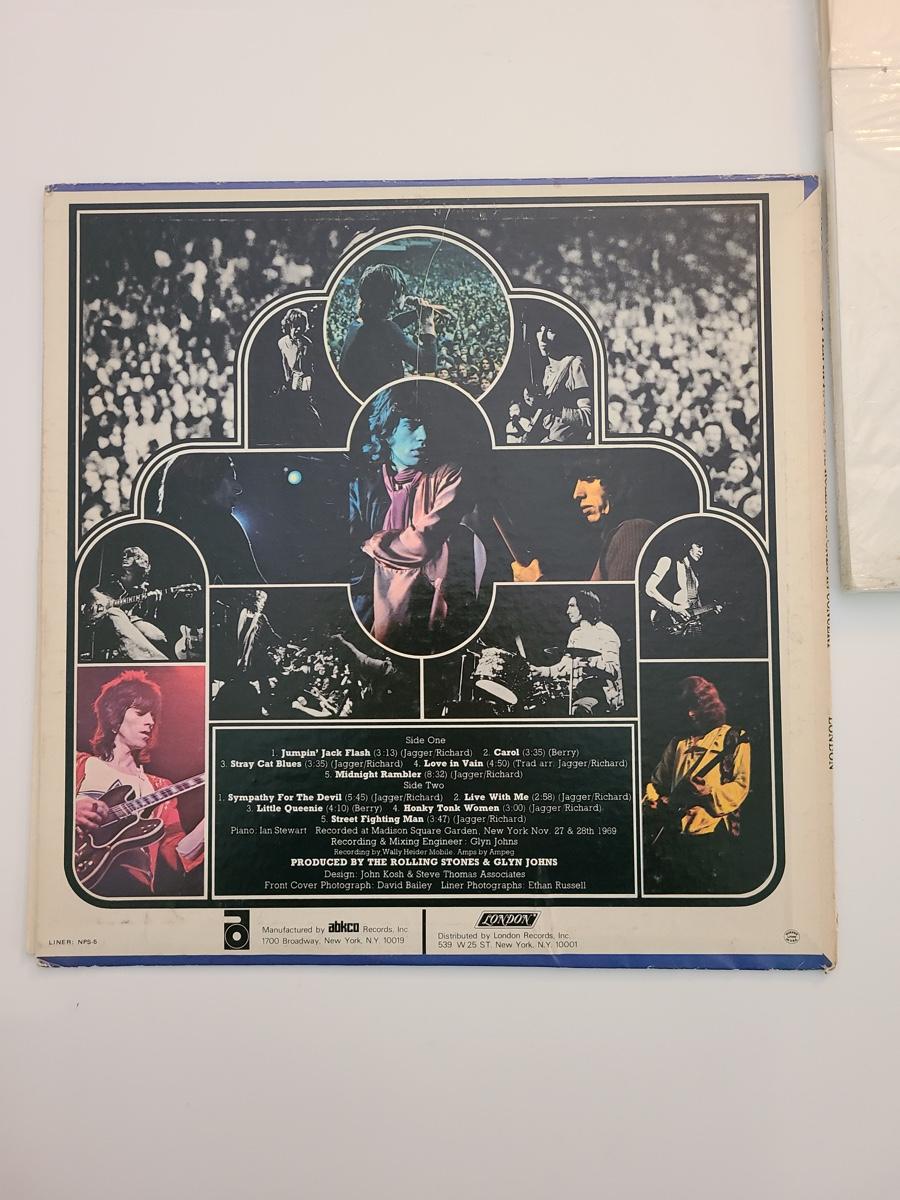 Side One
1. Jumpin' Jack Flash (3:13) (Jagger/Richard) 2. Carol (3:35) (Berry)
3. Stray Cat Blues (3:35) (Jagger/Richard) 4. Love in Vain (4:50) (Trad arr. Jagger/Richard)
5. Midnight Rambler (8:32) (Jagger/Richard)
Side Two
1. Sympathy For The Devil (5:45) (Jagger/Richard) 2. Live With Me (2:58) (Jagger/Richard)
3. Little Queenie (4:10) (Berry) 4. Honky Tonk Women (3:00) (Jagger/Richard)
5. Street Fighting Man (3:47) (Jagger/Richard)
Piano: Ian Stewart Recorded at Madison Square Garden, New York Nov. 27 & 28th 1969
Recording & Mixing Engineer: Glyn Johns
Recording by Wally Heider Mobile. Amps by Ampeg
PRODUCED BY THE ROLLING STONES & GLYN JOHNS
Design: John Kosh & Steve Thomas Associates
Front Cover Photograph: David Bailey Liner Photographs: Ethan Russell
LINER: NPS-5
Manufactured by abkco Records, Inc.
1700 Broadway, New York, N.Y. 10019
LONDON
Distributed by London Records, Inc.
539 W 25 ST. New York, N.Y. 10001
LONDON